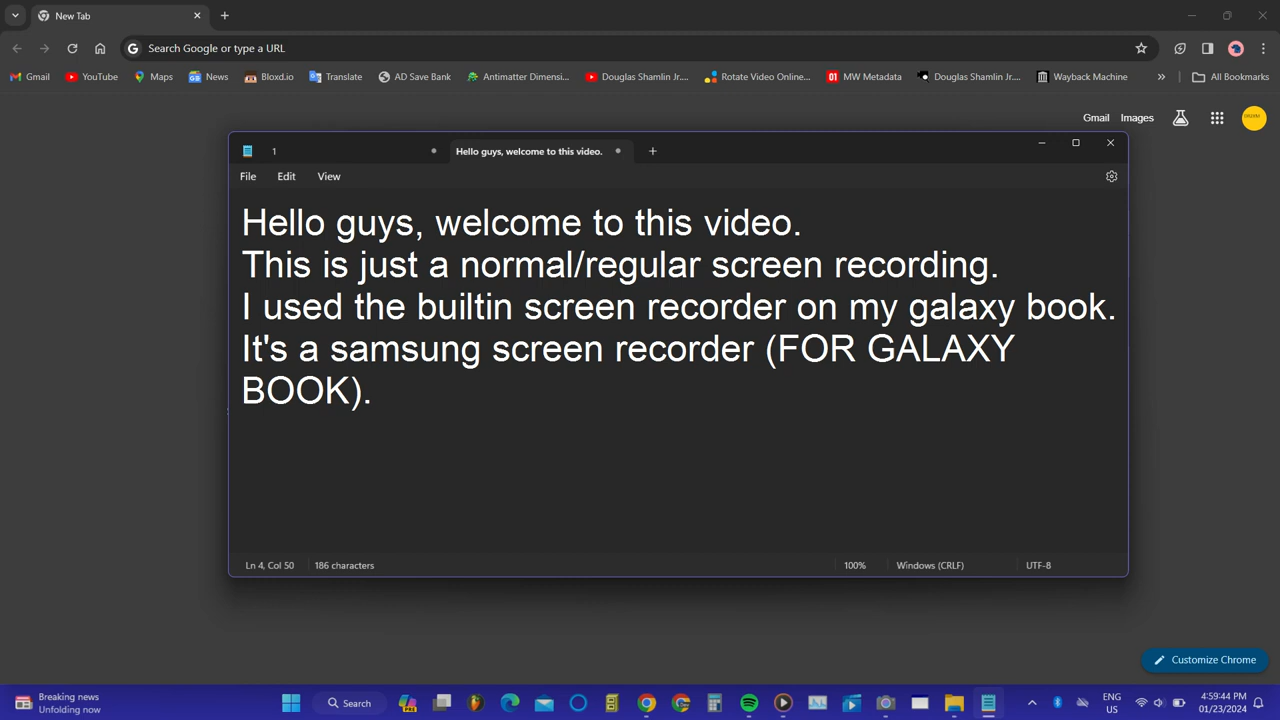 New Tab
Search Google or type a URL
Gmail YouTube Maps News Bloxd.io Translate AD Save Bank Antimatter Dimensi... Douglas Shamlin Jr.... Rotate Video Online... MW Metadata Douglas Shamlin Jr.... Wayback Machine » All Bookmarks
Gmail Images
1 Hello guys, welcome to this video.
File Edit View
Hello guys, welcome to this video.
This is just a normal/regular screen recording.
I used the builtin screen recorder on my galaxy book.
It's a samsung screen recorder (FOR GALAXY
BOOK).
Ln 4, Col 50 186 characters 100% Windows (CRLF) UTF-8
Customize Chrome
Breaking news
Unfolding now
Search
PRE
ENG
US
4:59:44 PM
01/23/2024